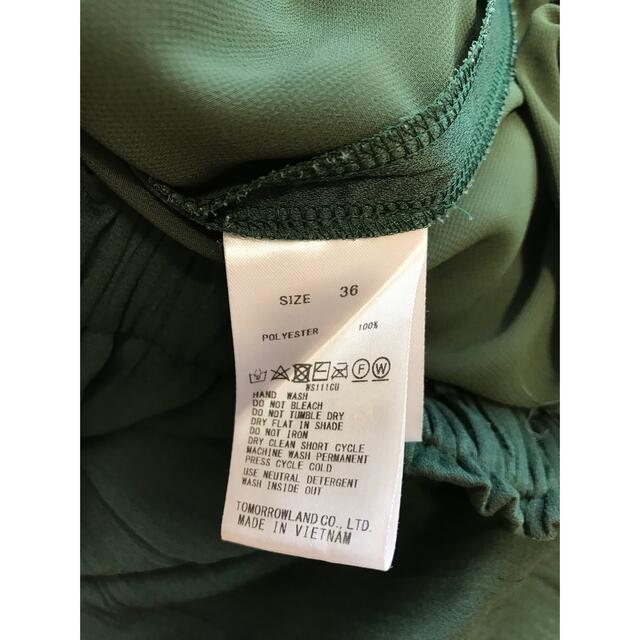 SIZE 36
POLYESTER 100%
F W
WS111CU
HAND WASH
DO NOT BLEACH
DO NOT TUMBLE DRY
DRY FLAT IN SHADE
DO NOT IRON
DRY CLEAN SHORT CYCLE
MACHINE WASH PERMANENT
PRESS CYCLE COLD
USE NEUTRAL DETERGENT
WASH INSIDE OUT
TOMORROWLAND CO., LTD.
MADE IN VIETNAM